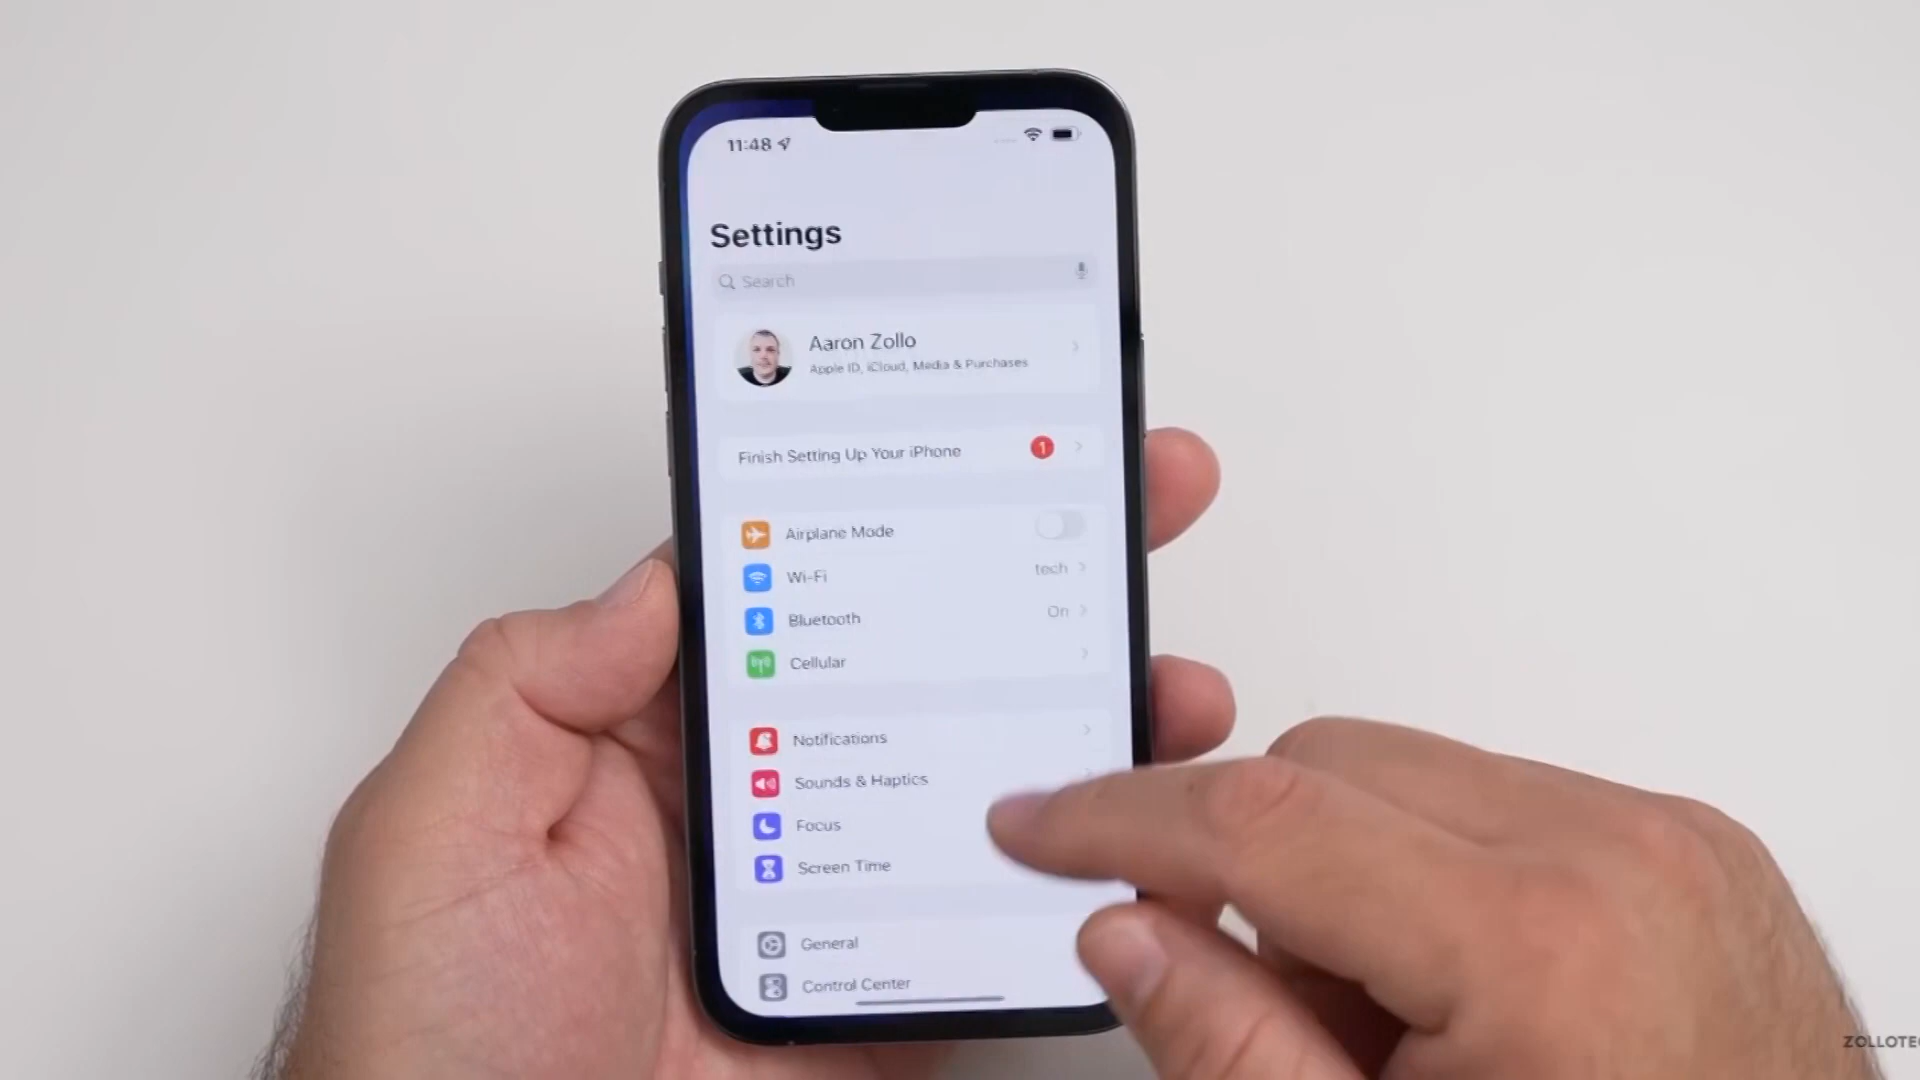 11:48
Settings
Search
Aaron Zollo
Apple ID, iCloud, Media & Purchases
Finish Setting Up Your iPhone 1
Airplane Mode
Wi-Fi tech
Bluetooth On
Cellular
Notifications
Sounds & Haptics
Focus
Screen Time
General
Control Center
ZOLLOTEC